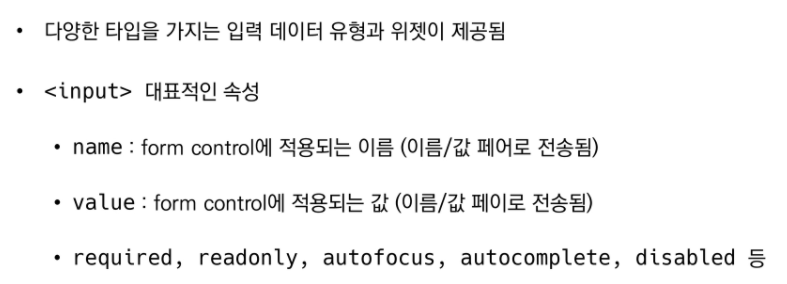 • 다양한 타입을 가지는 입력 데이터 유형과 위젯이 제공됨
• <input> 대표적인 속성
• name : form control에 적용되는 이름 (이름/값 페어로 전송됨)
• value : form control에 적용되는 값 (이름/값 페이로 전송됨)
• required, readonly, autofocus, autocomplete, disabled 등